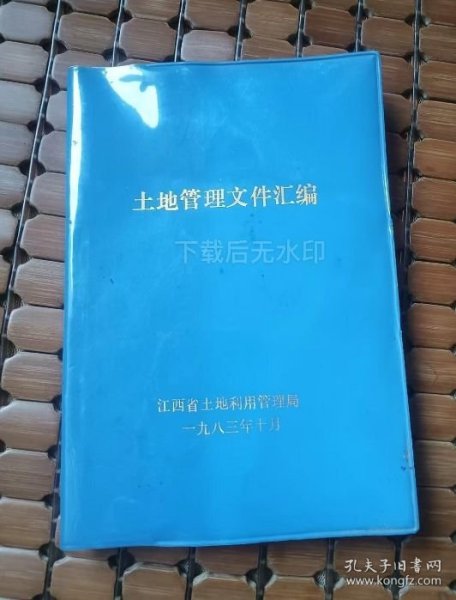 土地管理文件汇编
下载后无水印
江西省土地利用管理局
一九八三年十月
孔夫子旧书网
www.kongfz.com